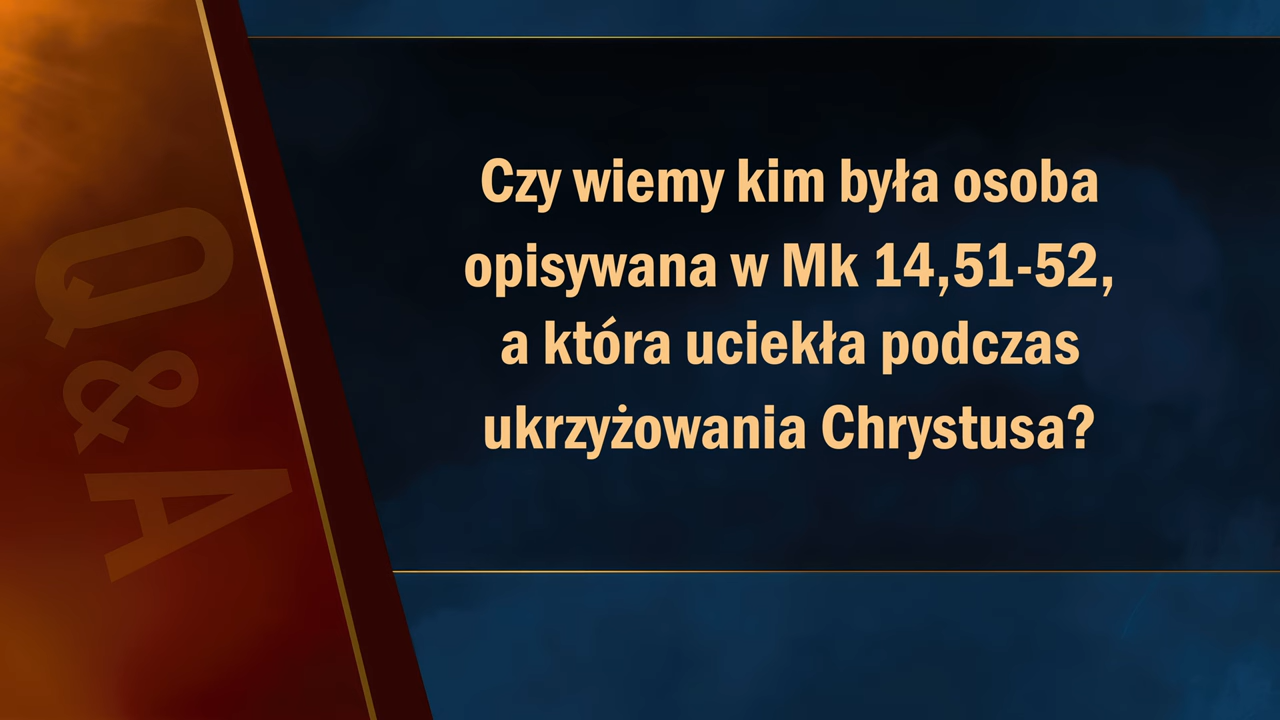 Czy wiemy kim była osoba
opisywana w Mk 14,51-52,
a która uciekła podczas
ukrzyżowania Chrystusa?
Q&A